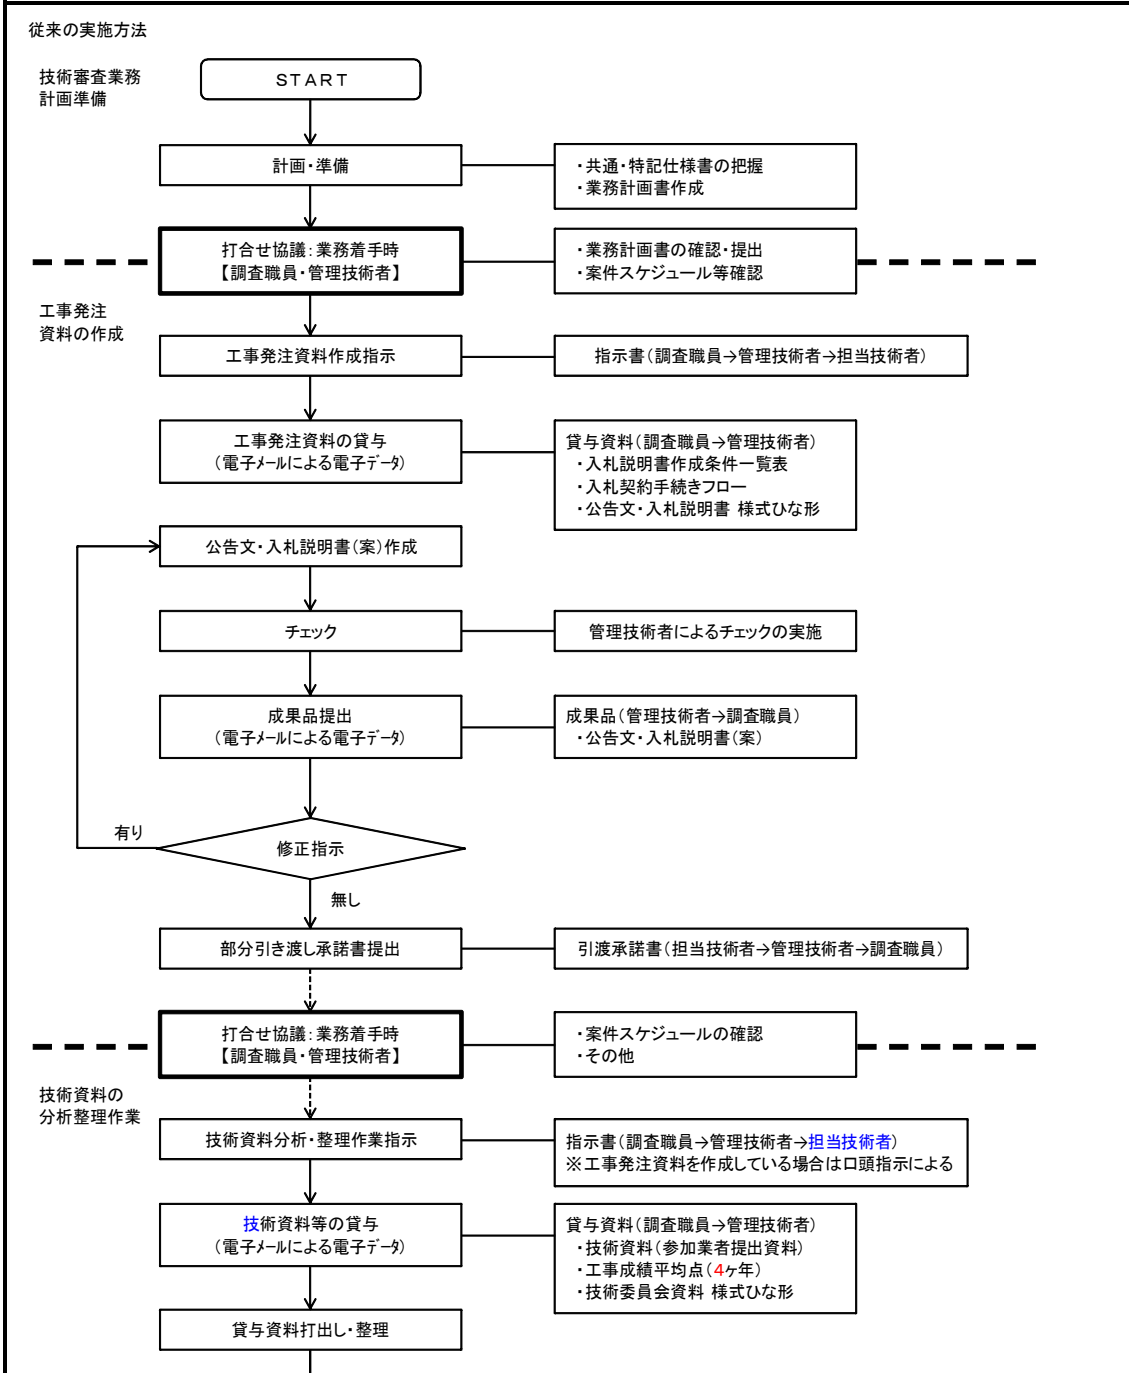 従来の実施方法
技術審査業務
計画準備
START
計画・準備
・共通・特記仕様書の把握
・業務計画書作成
打合せ協議:業務着手時
【調査職員・管理技術者】
・業務計画書の確認・提出
・案件スケジュール等確認
工事発注
資料の作成
工事発注資料作成指示
指示書(調査職員→管理技術者→担当技術者)
工事発注資料の貸与
(電子メールによる電子データ)
貸与資料(調査職員→管理技術者)
・入札説明書作成条件一覧表
・入札契約手続きフロー
・公告文・入札説明書 様式ひな形
公告文・入札説明書(案)作成
チェック
管理技術者によるチェックの実施
成果品提出
(電子メールによる電子データ)
成果品(管理技術者→調査職員)
・公告文・入札説明書(案)
有り
修正指示
無し
部分引き渡し承諾書提出
引渡承諾書(担当技術者→管理技術者→調査職員)
打合せ協議:業務着手時
【調査職員・管理技術者】
・案件スケジュールの確認
・その他
技術資料の
分析整理作業
技術資料分析・整理作業指示
指示書(調査職員→管理技術者→担当技術者)
※工事発注資料を作成している場合は口頭指示による
技術資料等の貸与
(電子メールによる電子データ)
貸与資料(調査職員→管理技術者)
・技術資料(参加業者提出資料)
・工事成績平均点(4ヶ年)
・技術委員会資料 様式ひな形
貸与資料打出し・整理